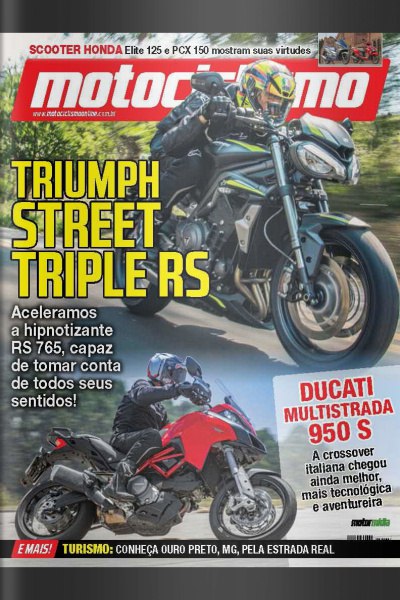 SCOOTER HONDA Elite 125 e PCX 150 mostram suas virtudes
motociclismo
www.motociclismoonline.com.br
TRIUMPH
STREET
TRIPLE RS
Aceleramos
a hipnotizante
RS 765, capaz
de tomar conta
de todos seus
sentidos!
DUCATI
MULTISTRADA
950 S
A crossover
italiana chegou
ainda melhor,
mais tecnológica
e aventureira
motormidia
E MAIS! TURISMO: CONHEÇA OURO PRETO, MG, PELA ESTRADA REAL